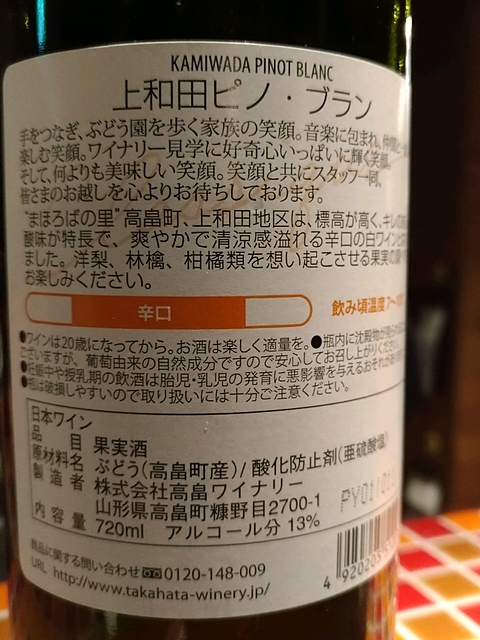 KAMIWADA PINOT BLANC
上和田ピノ・ブラン
手をつなぎ、ぶどう園を歩く家族の笑顔。音楽に包まれ、仲間と
楽しむ笑顔。ワイナリー見学に好奇心いっぱいに輝く笑顔。
そして、何よりも美味しい笑顔。笑顔と共にスタッフ一同、
皆さまのお越しを心よりお待ちしております。
"まほろばの里"高畠町、上和田地区は、標高が高く、キレの
酸味が特長で、爽やかで清涼感溢れる辛口の白ワインと
ました。洋梨、林檎、柑橘類を想い起こさせる果実の
お楽しみください。
辛口
飲み頃温度
●ワインは20歳になってから。お酒は楽しく適量を。●瓶内に沈殿物が
ございますが、葡萄由来の自然成分ですので安心してお召し上がりください。
●妊娠中や授乳期の飲酒は胎児・乳児の発育に悪影響を与えるおそれが
●瓶は破損しやすいので取り扱いには十分ご注意ください。
日本ワイン
品目 果実酒
原材料名 ぶどう(高畠町産)/酸化防止剤(亜硫酸塩)
製造者 株式会社高畠ワイナリー
山形県高畠町糠野目2700-1
内容量 720ml アルコール分 13%
商品に関する問い合わせ☎0120-148-009
URL http://www.takahata-winery.jp/